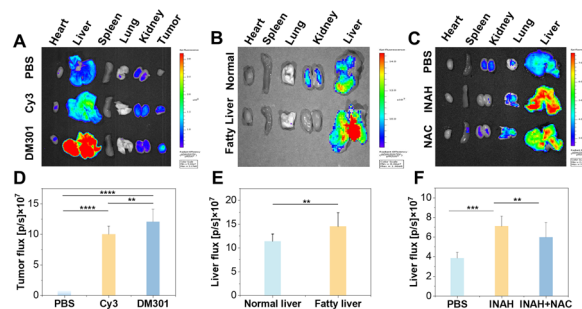 A
Heart
Liver
Spleen
Lung
Kidney
Tumor
PBS
Cy3
DM301
B
Heart
Spleen
Lung
Kidney
Liver
Normal
Fatty Liver
C
Heart
Spleen
Kidney
Lung
Liver
PBS
INAH
NAC
D
Tumor flux [p/s]×10⁷
15
10
5
0
****
****
**
PBS
Cy3
DM301
E
Liver flux [p/s]×10⁷
20
15
10
5
0
**
Normal liver
Fatty liver
F
Liver flux [p/s]×10⁷
10
8
6
4
2
0
***
**
PBS
INAH
INAH+NAC